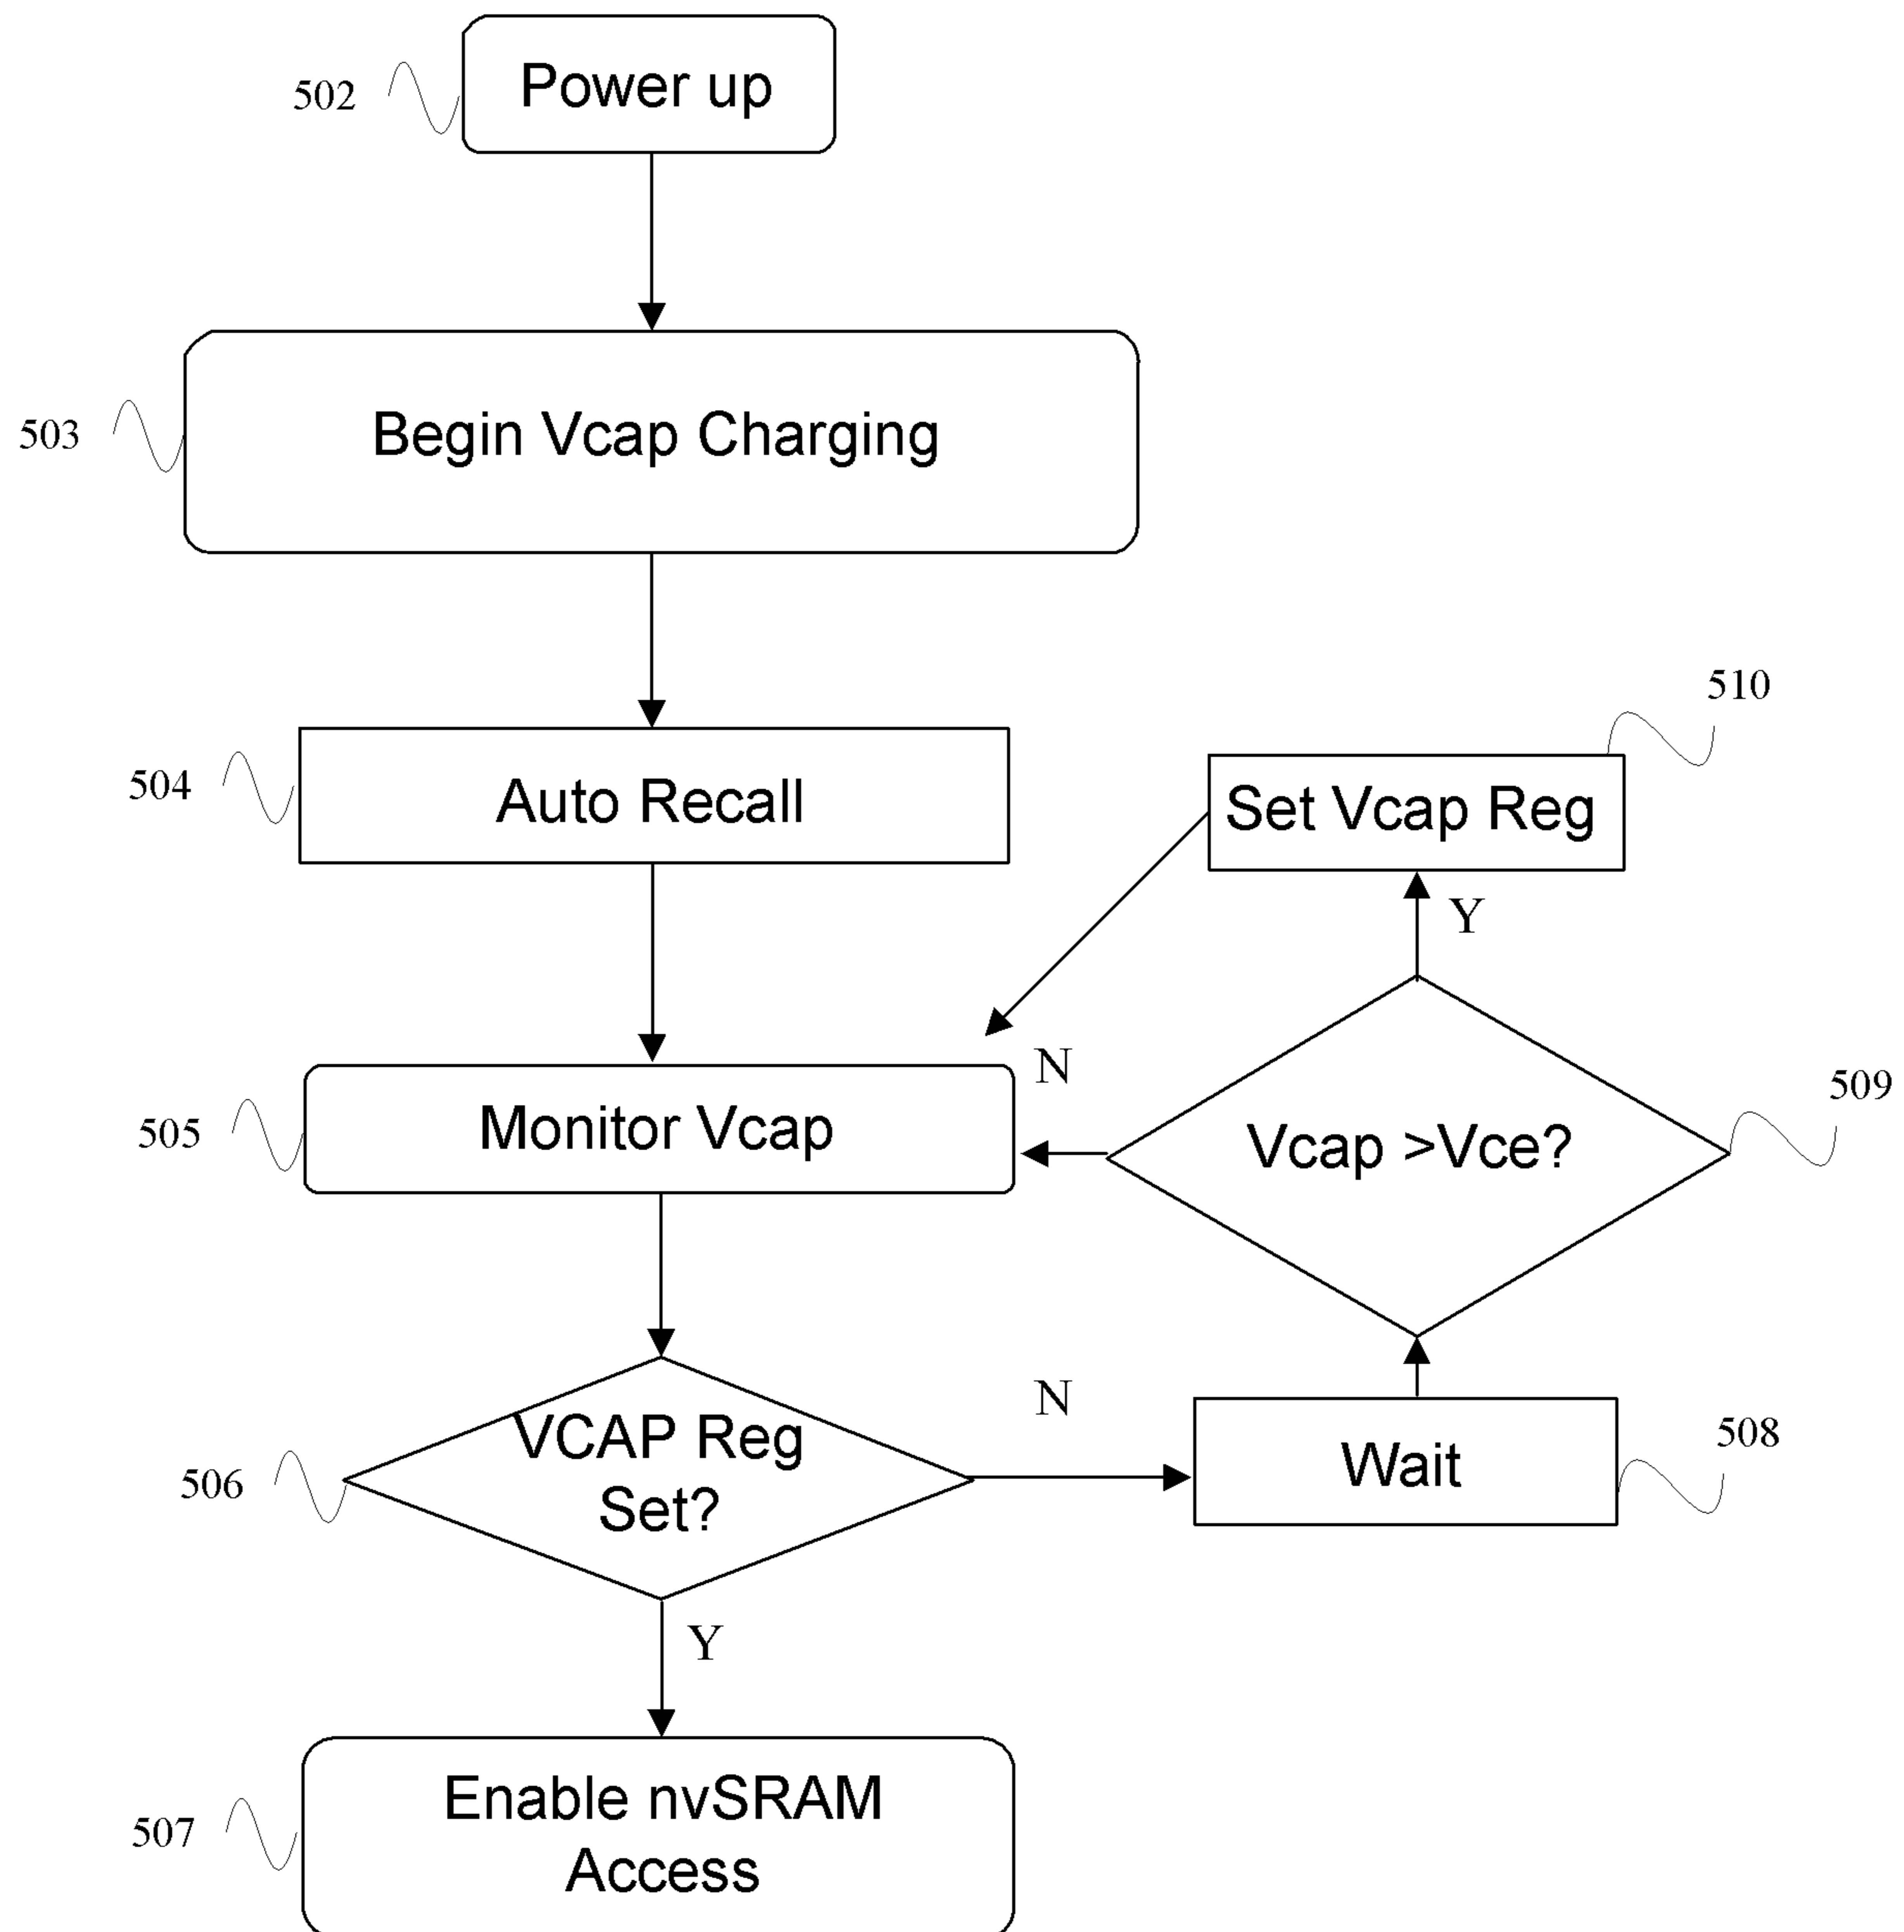 502
Power up
503
Begin Vcap Charging
510
504
Auto Recall
Set Vcap Reg
Y
N
509
505
Monitor Vcap
Vcap >Vce?
N
VCAP Reg
Set?
506
Wait
508
Y
507
Enable nvSRAM
Access